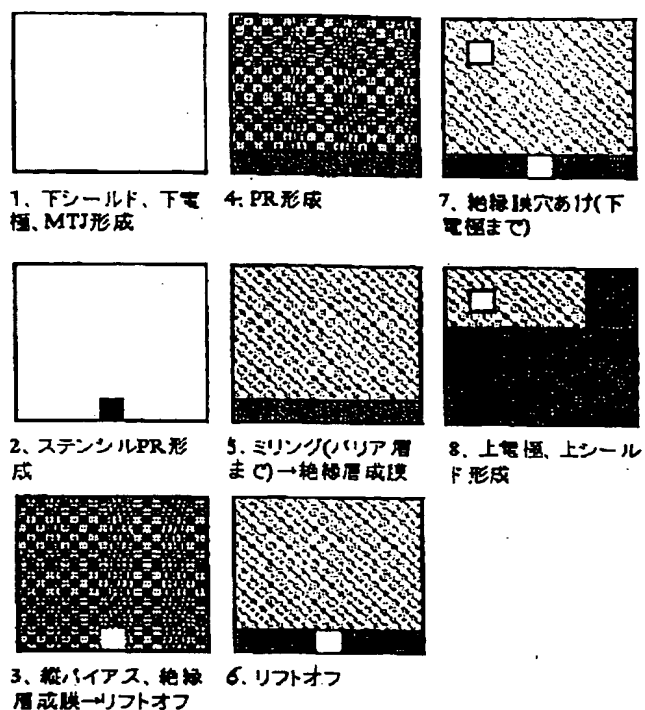 1、下シールド、下電
極、MTJ形成
2、ステンシルPR形
成
3、縦バイアス、絶縁
層成膜→リフトオフ
4、PR形成
5、ミリング(バリア層
まで)→絶縁層成膜
6、リフトオフ
7、絶縁膜穴あけ(下
電極まで)
8、上電極、上シール
ド形成